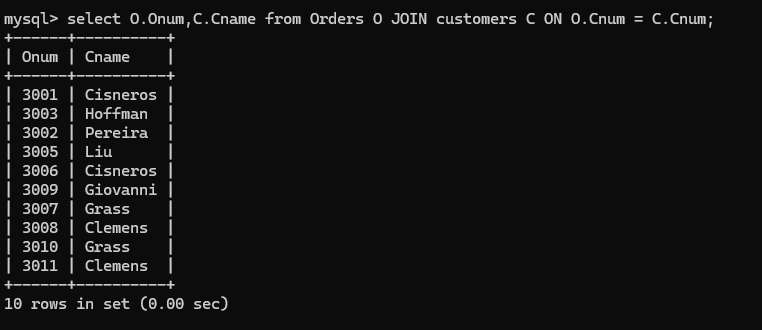 mysql> select O.Onum,C.Cname from Orders O JOIN customers C ON O.Cnum = C.Cnum;
+------+----------+
| Onum | Cname    |
+------+----------+
| 3001 | Cisneros |
| 3003 | Hoffman  |
| 3002 | Pereira  |
| 3005 | Liu      |
| 3006 | Cisneros |
| 3009 | Giovanni |
| 3007 | Grass    |
| 3008 | Clemens  |
| 3010 | Grass    |
| 3011 | Clemens  |
+------+----------+
10 rows in set (0.00 sec)